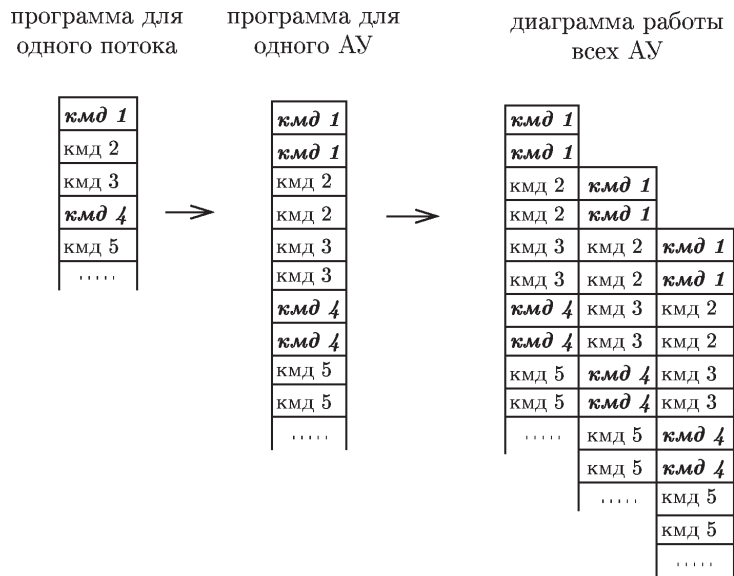 программа для
одного потока
программа для
одного АУ
диаграмма работы
всех АУ
кмд 1
кмд 2
кмд 3
кмд 4
кмд 5
.....
кмд 1
кмд 1
кмд 2
кмд 2
кмд 3
кмд 3
кмд 4
кмд 4
кмд 5
кмд 5
.....
кмд 1
кмд 1
кмд 2 кмд 1
кмд 2 кмд 1
кмд 3 кмд 2 кмд 1
кмд 3 кмд 2 кмд 1
кмд 4 кмд 3 кмд 2
кмд 4 кмд 3 кмд 2
кмд 5 кмд 4 кмд 3
кмд 5 кмд 4 кмд 3
..... кмд 5 кмд 4
кмд 5 кмд 4
..... кмд 5
кмд 5
.....